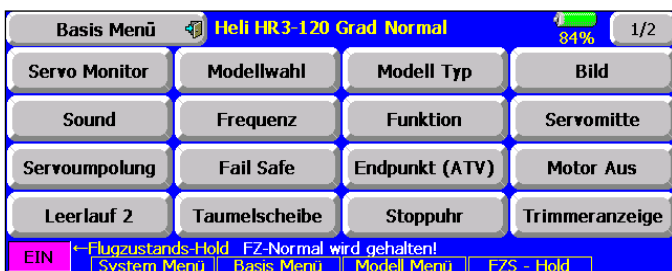 Basis Menü Heli HR3-120 Grad Normal 84% 1/2
Servo Monitor Modellwahl Modell Typ Bild
Sound Frequenz Funktion Servomitte
Servoumpolung Fail Safe Endpunkt (ATV) Motor Aus
Leerlauf 2 Taumelscheibe Stoppuhr Trimmeranzeige
EIN ←Flugzustands-Hold FZ-Normal wird gehalten!
System Menü Basis Menü Modell Menü FZS - Hold